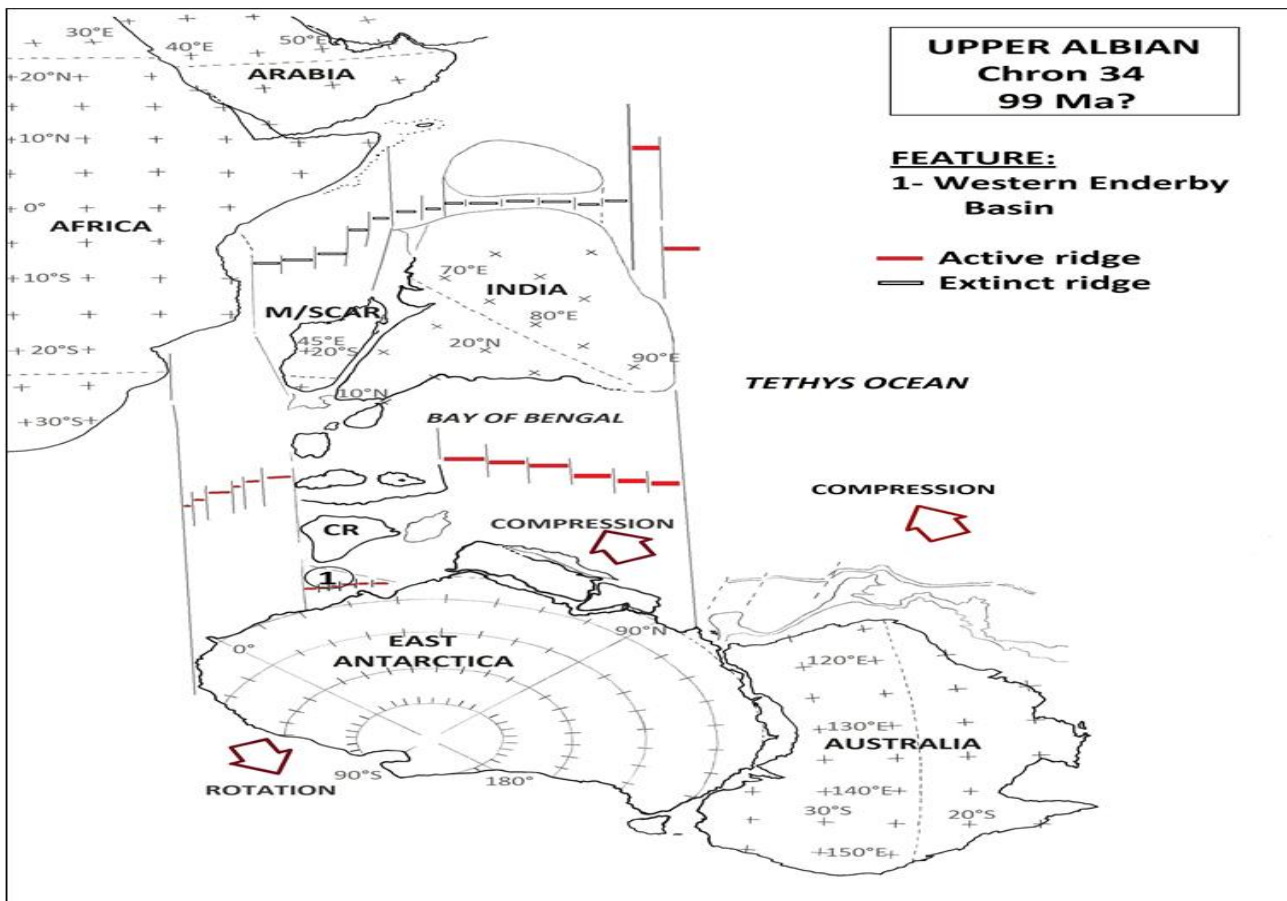 UPPER ALBIAN
Chron 34
99 Ma?
FEATURE:
1- Western Enderby
Basin
Active ridge
Extinct ridge
30°E
40°E
50°E
ARABIA
20°N
10°N
0°
AFRICA
10°S
20°S
30°S
70°E
INDIA
80°E
20°N
90°E
M/SCAR
45°E
20°S
10°N
TETHYS OCEAN
BAY OF BENGAL
COMPRESSION
COMPRESSION
CR
1
0°
EAST
ANTARCTICA
90°N
90°S
180°
ROTATION
120°E
130°E
AUSTRALIA
140°E
30°S
20°S
150°E